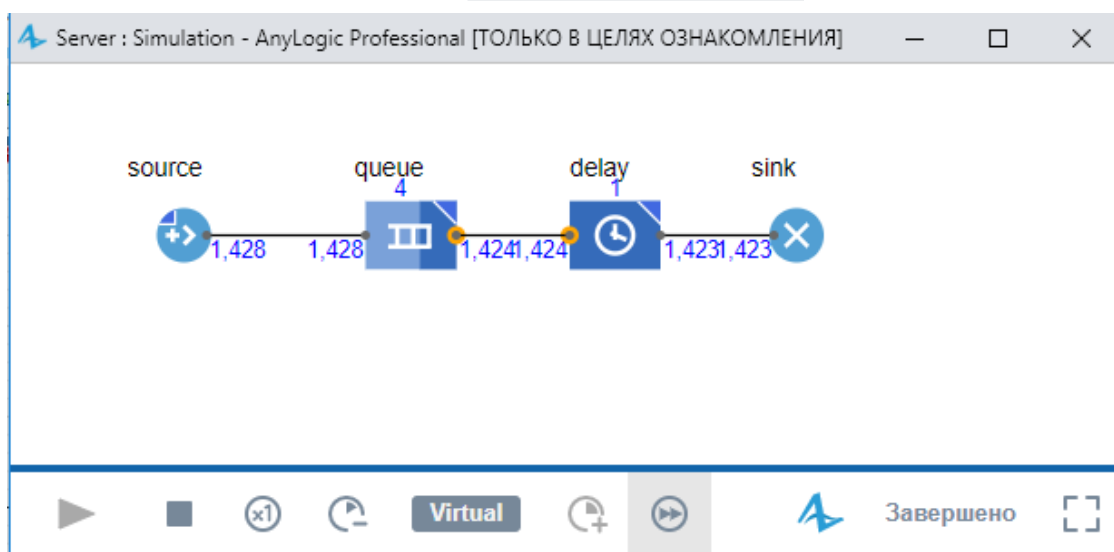 Server : Simulation - AnyLogic Professional [ТОЛЬКО В ЦЕЛЯХ ОЗНАКОМЛЕНИЯ]
source queue delay sink
4 1
1,428 1,428 1,424 1,424 1,423 1,423
x1 Virtual Завершено